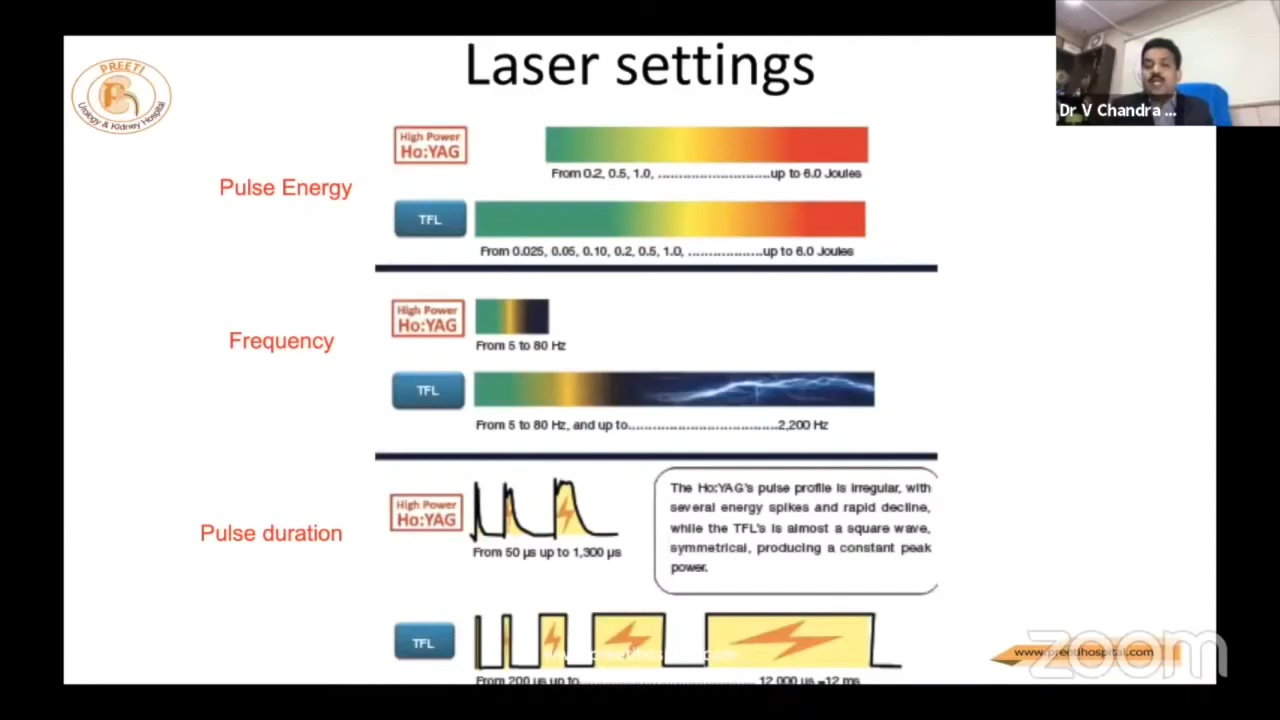 Laser settings
PREETI
Urology & Kidney Hospital
Dr V Chandra ...
Pulse Energy
High Power
Ho:YAG
From 0.2, 0.5, 1.0, ............................up to 6.0 Joules
TFL
From 0.025, 0.05, 0.10, 0.2, 0.5, 1.0, ..................up to 6.0 Joules
Frequency
High Power
Ho:YAG
From 5 to 80 Hz
TFL
From 5 to 80 Hz, and up to......................................2,200 Hz
Pulse duration
High Power
Ho:YAG
From 50 µs up to 1,300 µs
The Ho:YAG's pulse profile is irregular, with
several energy spikes and rapid decline,
while the TFL's is almost a square wave,
symmetrical, producing a constant peak
power.
TFL
From 200 µs up to............................................ 12,000 µs =12 ms
www.preetihospital.com
zoom